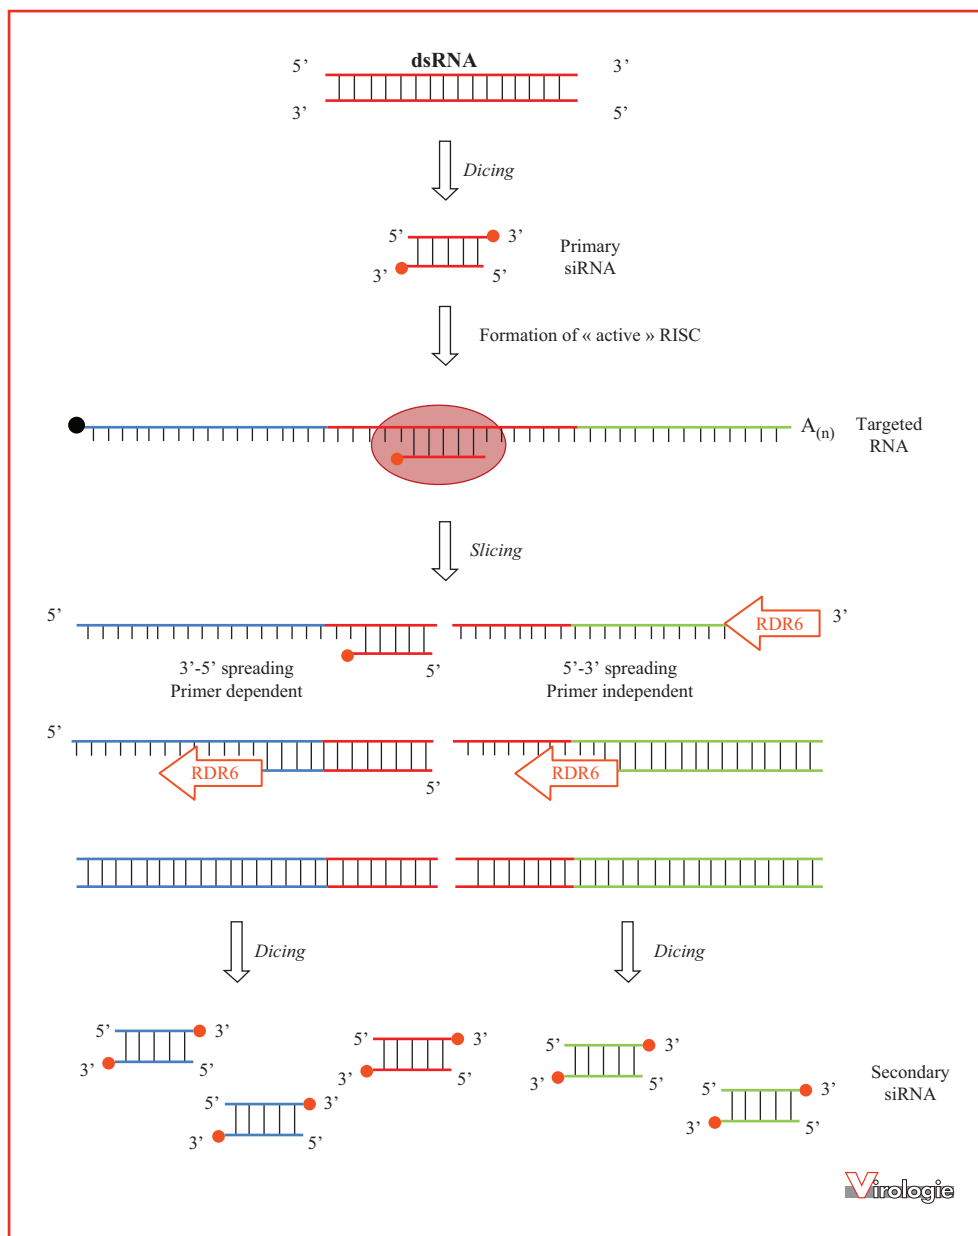 dsRNA
5’ 3’
3’ 5’
Dicing
5’ 3’
3’ 5’
Primary
siRNA
Formation of « active » RISC
A(n)
Targeted
RNA
Slicing
5’
RDR6
3’
5’
3’-5’ spreading
Primer dependent
5’-3’ spreading
Primer independent
5’
RDR6
5’
RDR6
Dicing
Dicing
5’ 3’
3’ 5’
5’ 3’
3’ 5’
5’ 3’
3’ 5’
5’ 3’
3’ 5’
5’ 3’
3’ 5’
Secondary
siRNA
Virologie